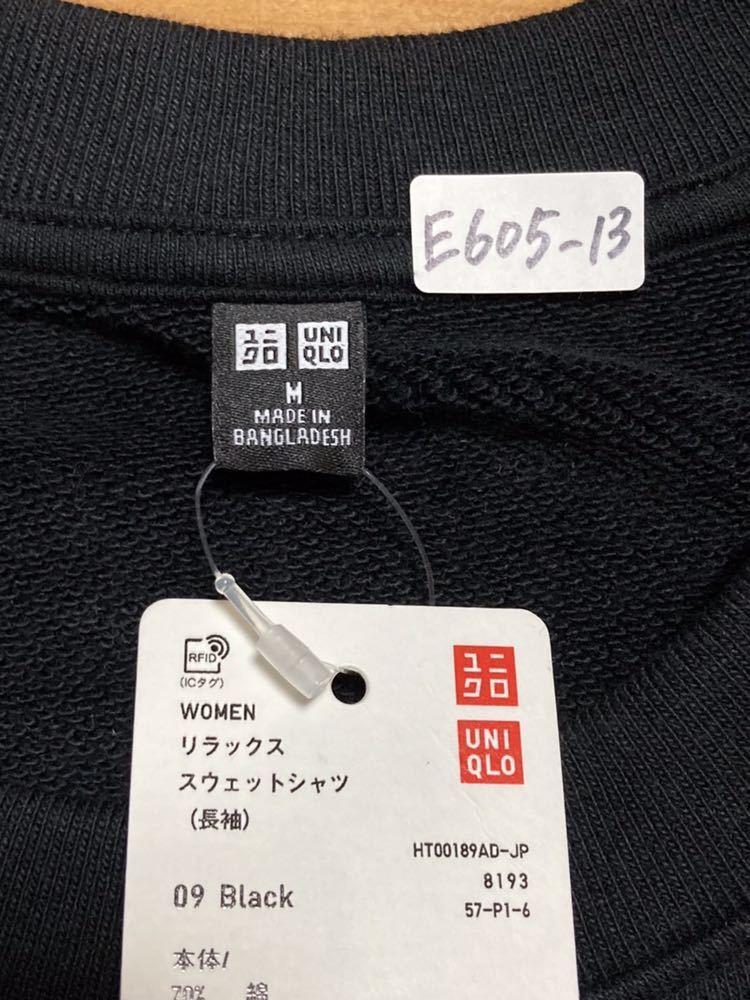 E605-13
ユニ
クロ
UNI
QLO
M
MADE IN
BANGLADESH
RFID
(ICタグ)
WOMEN
リラックス
スウェットシャツ
(長袖)
ユニ
クロ
UNI
QLO
HT00189AD-JP
8193
57-P1-6
09 Black
本体/
70% 綿